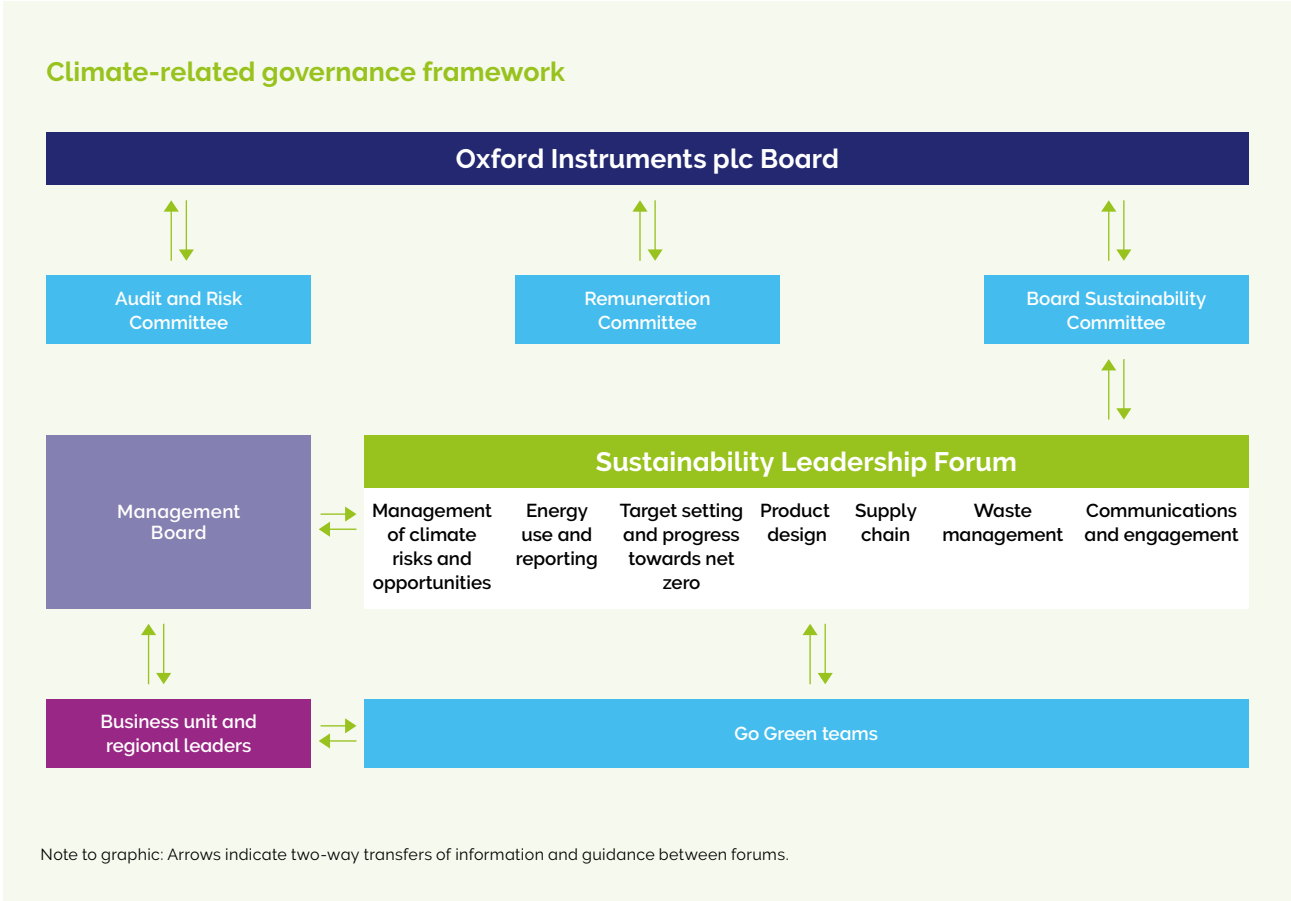 Climate-related governance framework
Oxford Instruments plc Board
Audit and Risk
Committee
Remuneration
Committee
Board Sustainability
Committee
Management
Board
Sustainability Leadership Forum
Management
of climate
risks and
opportunities
Energy
use and
reporting
Target setting
and progress
towards net
zero
Product
design
Supply
chain
Waste
management
Communications
and engagement
Business unit and
regional leaders
Go Green teams
Note to graphic: Arrows indicate two-way transfers of information and guidance between forums.